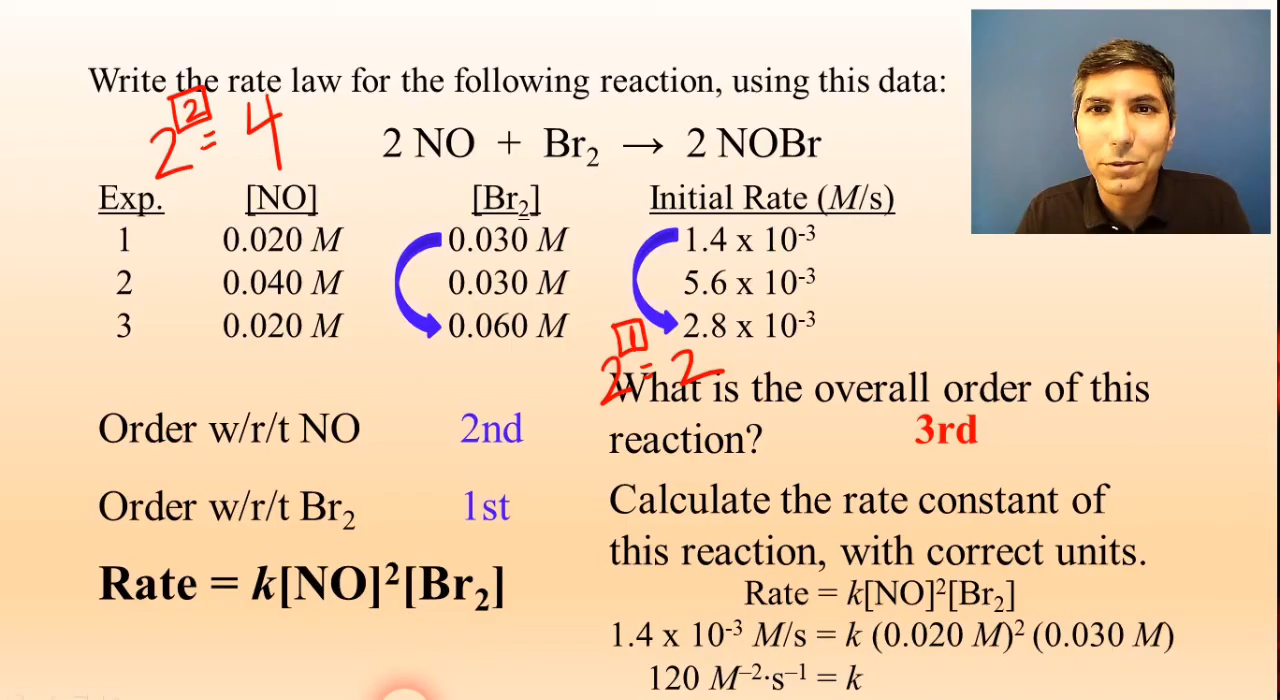 Write the rate law for the following reaction, using this data:
2² = 4
2 NO + Br₂ → 2 NOBr
Exp. [NO] [Br₂] Initial Rate (M/s)
1 0.020 M 0.030 M 1.4 x 10⁻³
2 0.040 M 0.030 M 5.6 x 10⁻³
3 0.020 M 0.060 M 2.8 x 10⁻³
2¹ = 2
Order w/r/t NO 2nd
Order w/r/t Br₂ 1st
Rate = k[NO]²[Br₂]
What is the overall order of this
reaction? 3rd
Calculate the rate constant of
this reaction, with correct units.
Rate = k[NO]²[Br₂]
1.4 x 10⁻³ M/s = k (0.020 M)² (0.030 M)
120 M⁻²·s⁻¹ = k